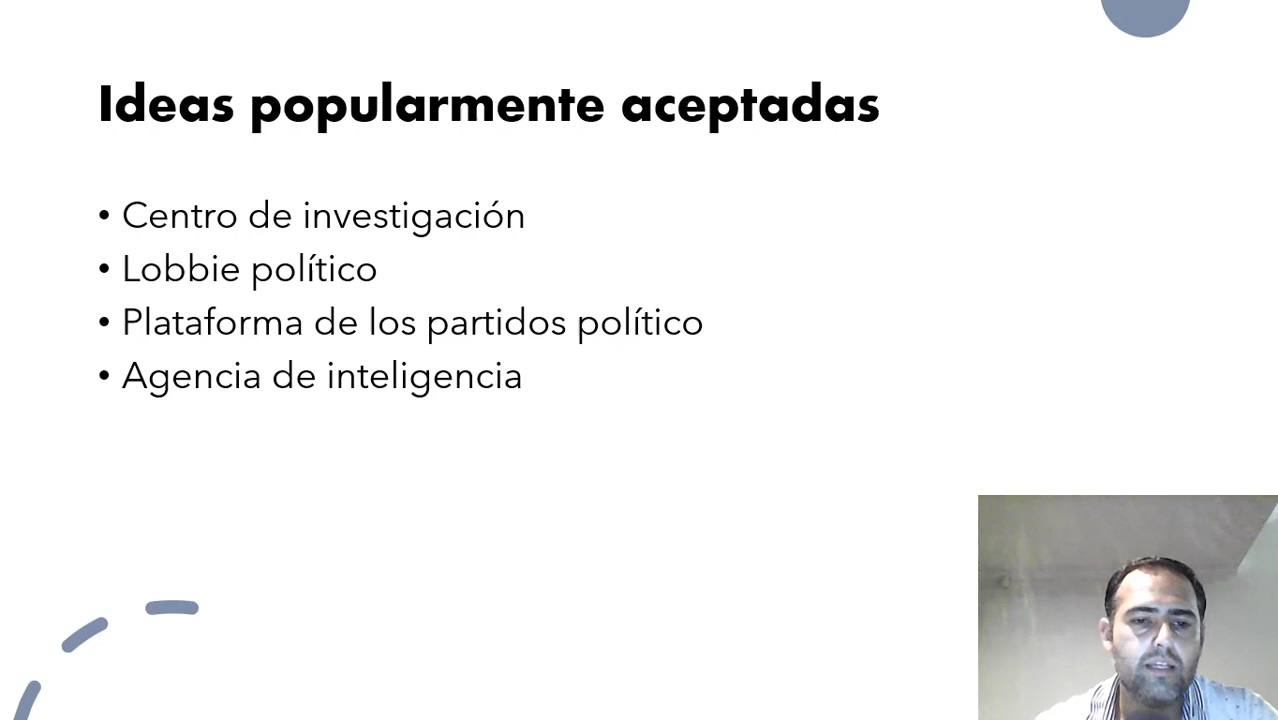 Ideas popularmente aceptadas
• Centro de investigación
• Lobbie político
• Plataforma de los partidos político
• Agencia de inteligencia